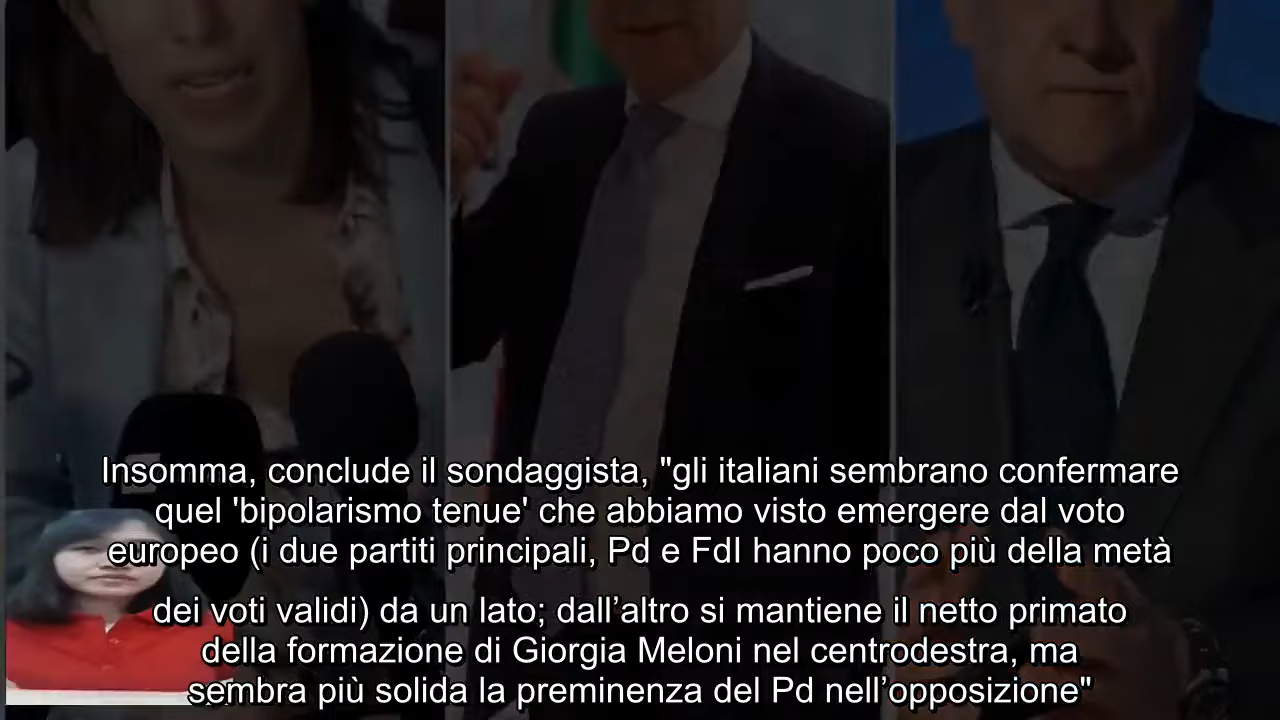 Insomma, conclude il sondaggista, "gli italiani sembrano confermare
quel 'bipolarismo tenue' che abbiamo visto emergere dal voto
europeo (i due partiti principali, Pd e FdI hanno poco più della metà
dei voti validi) da un lato; dall’altro si mantiene il netto primato
della formazione di Giorgia Meloni nel centrodestra, ma
sembra più solida la preminenza del Pd nell’opposizione"